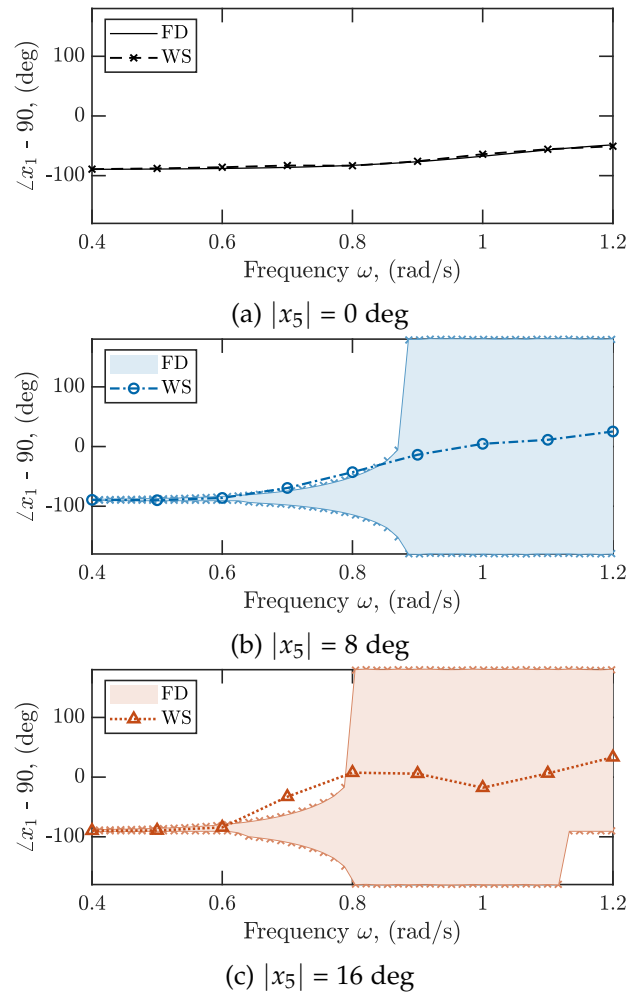 FD
WS
100
0
-100
∠x₁ - 90, (deg)
0.4 0.6 0.8 1 1.2
Frequency ω, (rad/s)
(a) |x₅| = 0 deg
FD
WS
100
0
-100
∠x₁ - 90, (deg)
0.4 0.6 0.8 1 1.2
Frequency ω, (rad/s)
(b) |x₅| = 8 deg
FD
WS
100
0
-100
∠x₁ - 90, (deg)
0.4 0.6 0.8 1 1.2
Frequency ω, (rad/s)
(c) |x₅| = 16 deg